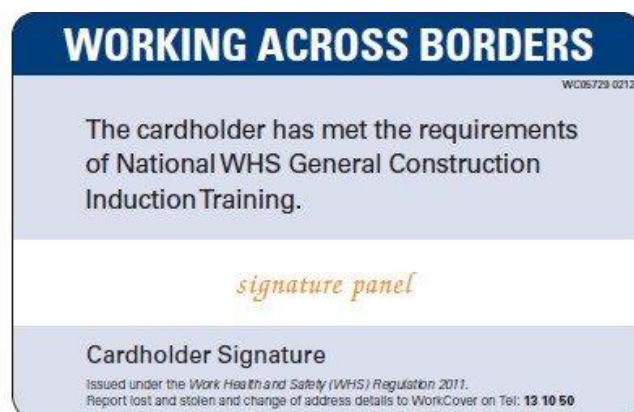 WORKING ACROSS BORDERS
WC05729 0212
The cardholder has met the requirements
of National WHS General Construction
Induction Training.
signature panel
Cardholder Signature
Issued under the Work Health and Safety (WHS) Regulation 2011.
Report lost and stolen and change of address details to WorkCover on Tel: 13 10 50